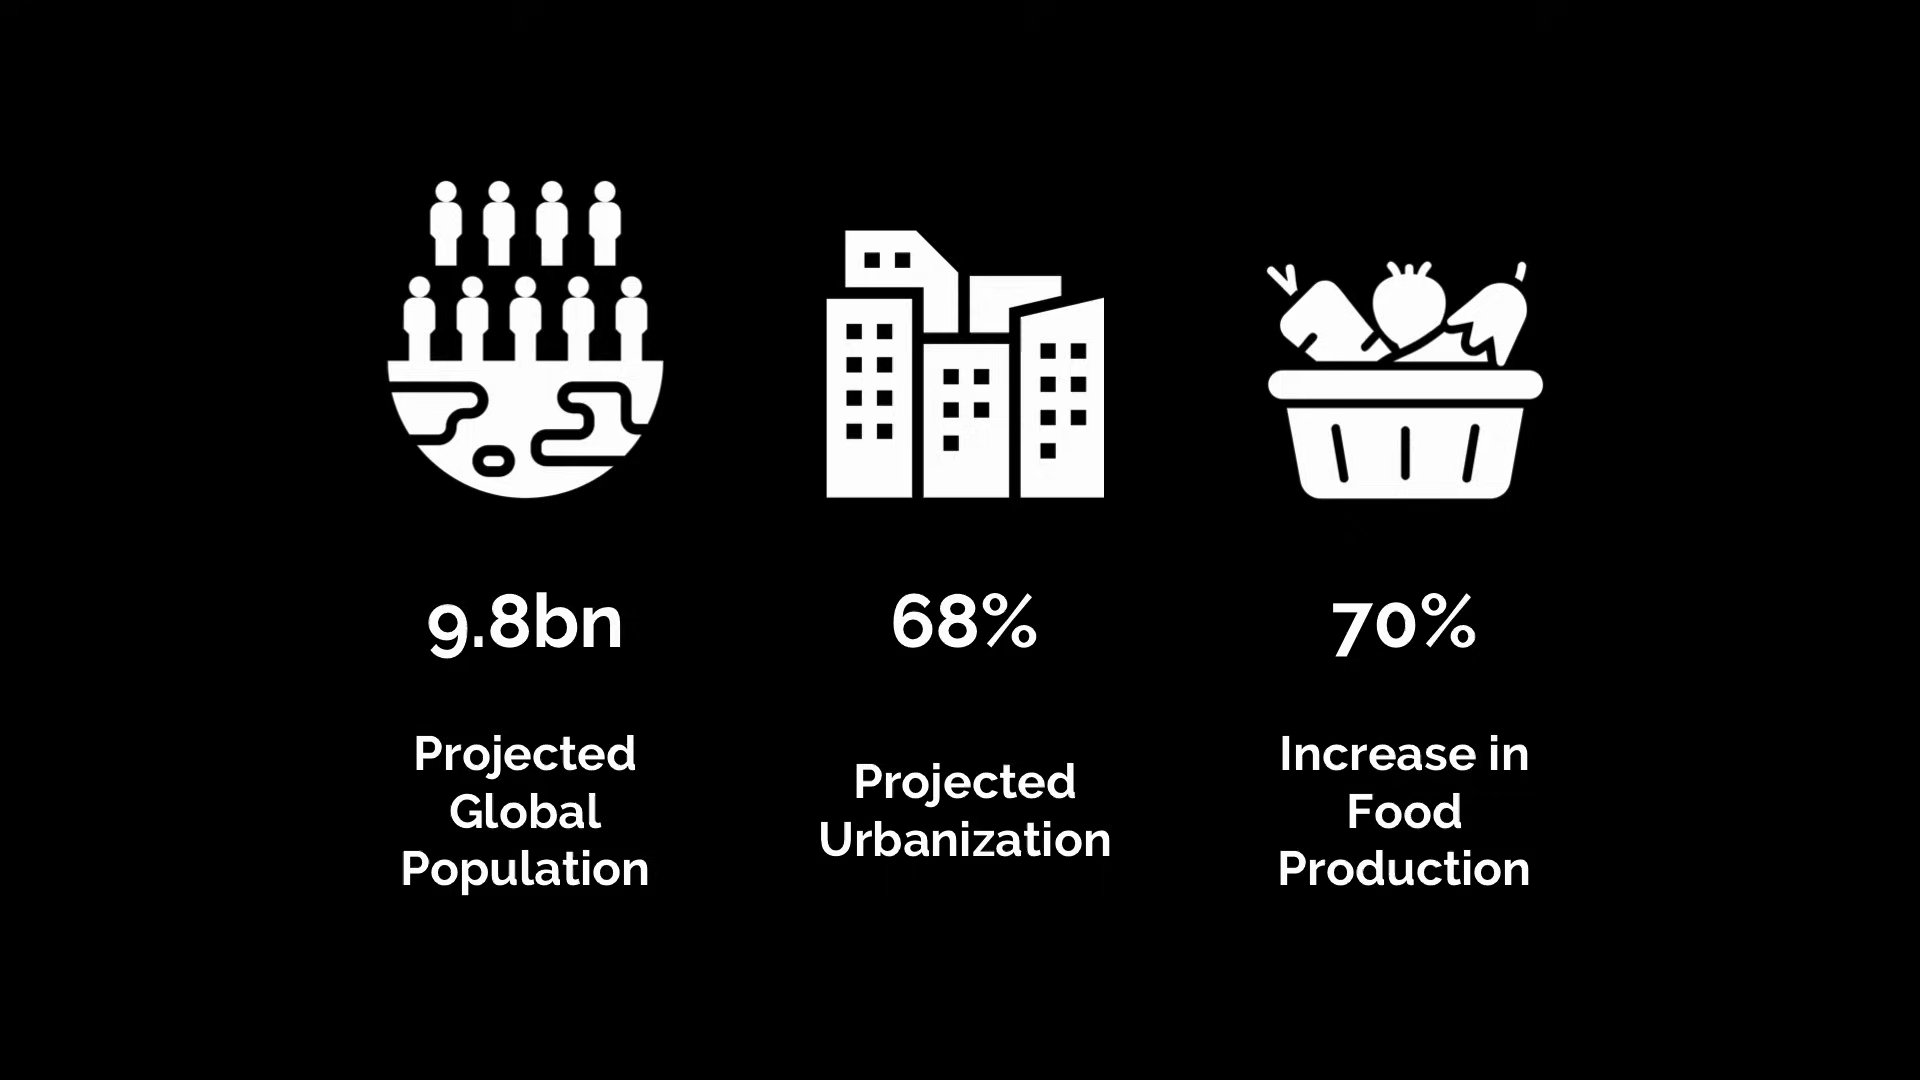 9.8bn
Projected
Global
Population
68%
Projected
Urbanization
70%
Increase in
Food
Production